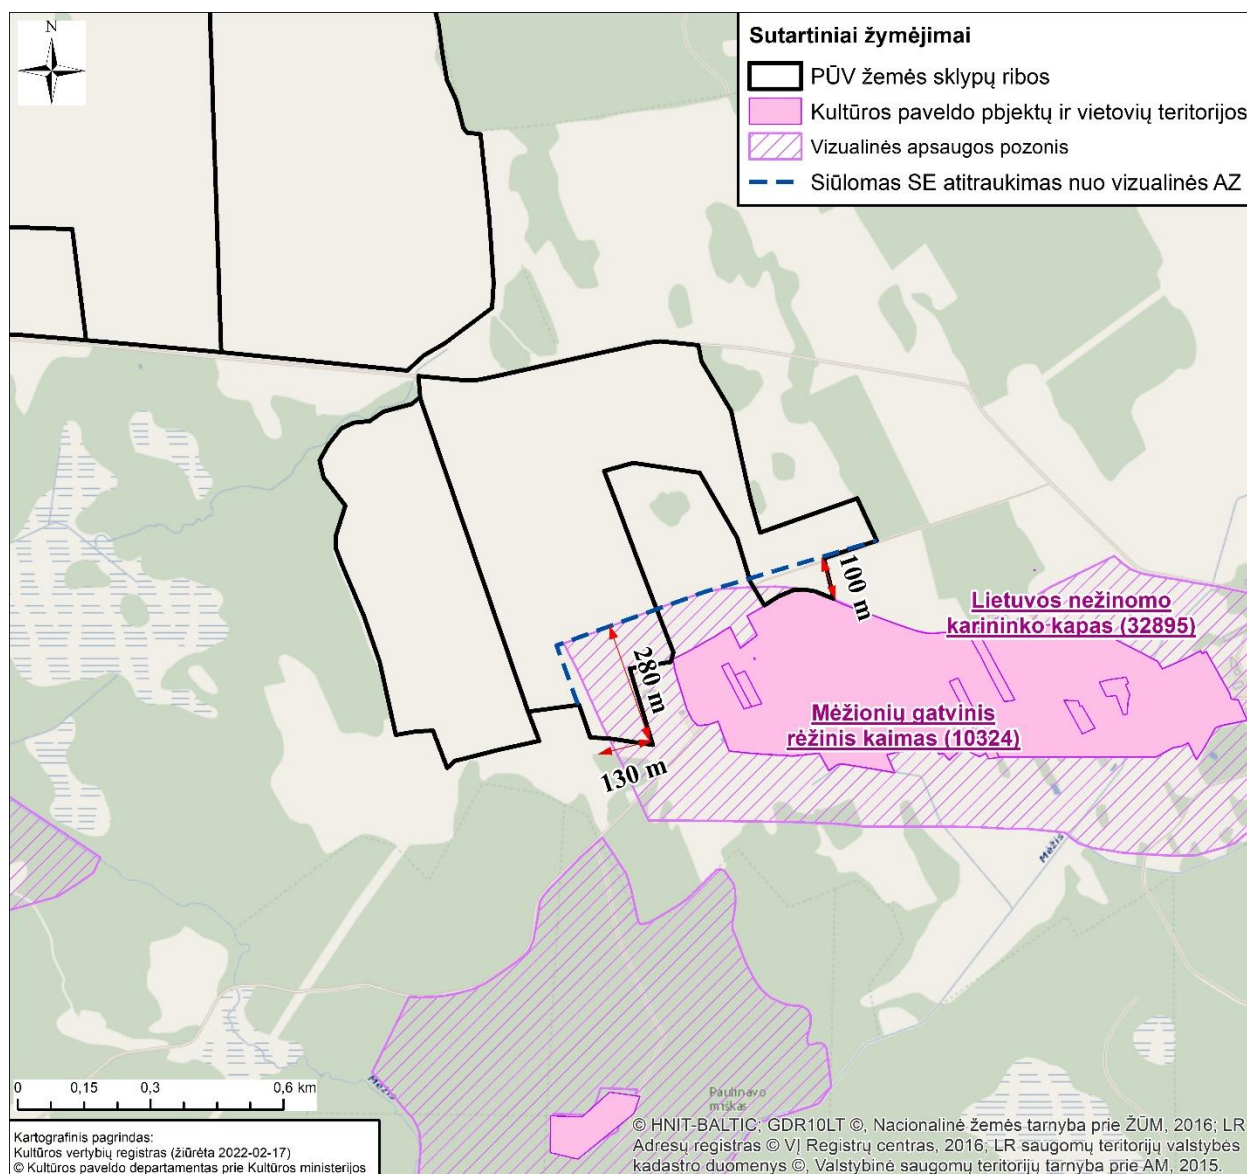 N
Sutartiniai žymėjimai
PŪV žemės sklypų ribos
Kultūros paveldo pbjektų ir vietovių teritorijos
Vizualinės apsaugos pozonis
Siūlomas SE atitraukimas nuo vizualinės AZ
100 m
Lietuvos nežinomo
karininko kapas (32895)
280 m
Mėžionių gatvinis
rėžinis kaimas (10324)
130 m
Mėžis
Mėžis
Paulinavo
miškas
0 0,15 0,3 0,6 km
Kartografinis pagrindas:
Kultūros vertybių registras (žiūrėta 2022-02-17)
© Kultūros paveldo departamentas prie Kultūros ministerijos
© HNIT-BALTIC; GDR10LT ©, Nacionalinė žemės tarnyba prie ŽŪM, 2016; LR
Adresų registras © VĮ Registrų centras, 2016; LR saugomų teritorijų valstybės
kadastro duomenys ©, Valstybinė saugomų teritorijų tarnyba prie AM, 2015.